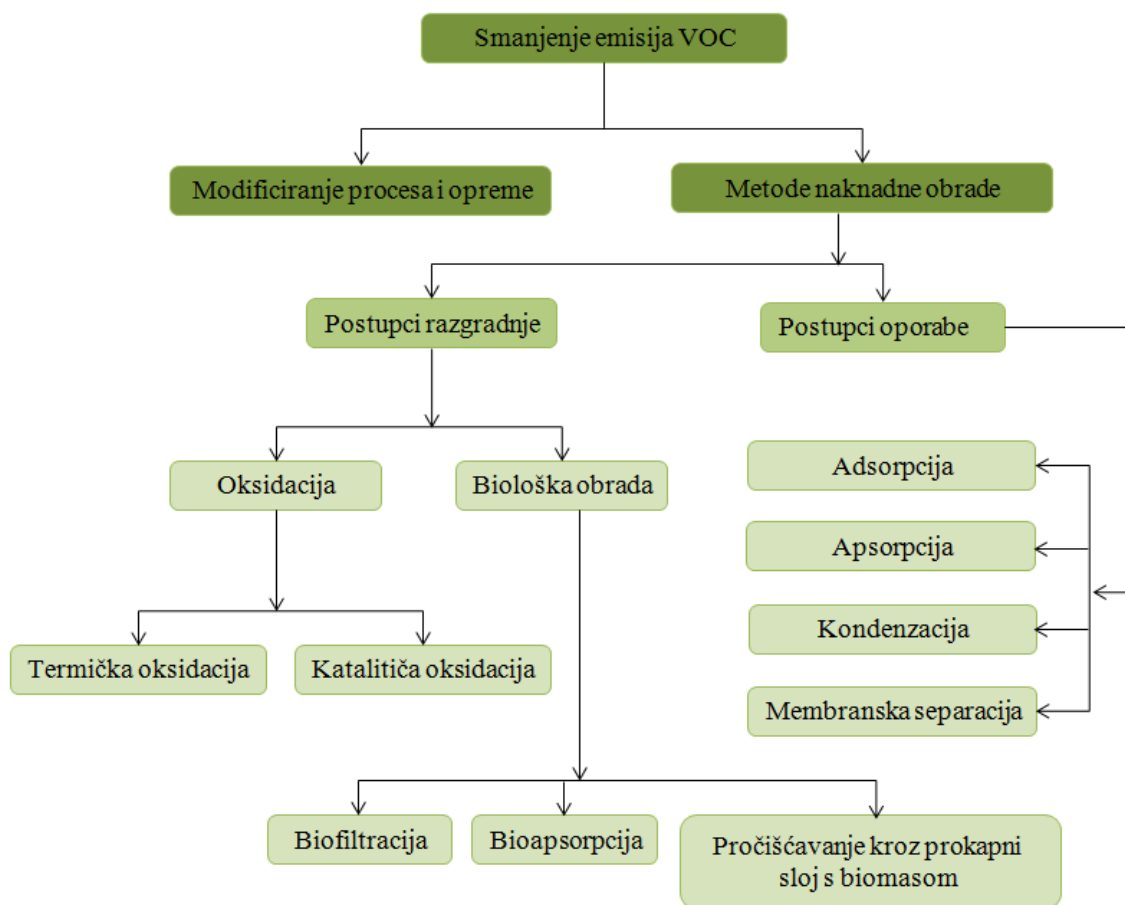 Smanjenje emisija VOC
Modificiranje procesa i opreme
Metode naknadne obrade
Postupci razgradnje
Postupci oporabe
Oksidacija
Biološka obrada
Adsorpcija
Apsorpcija
Kondenzacija
Membranska separacija
Termička oksidacija
Katalitiča oksidacija
Biofiltracija
Bioapsorpcija
Pročišćavanje kroz prokapni
sloj s biomasom